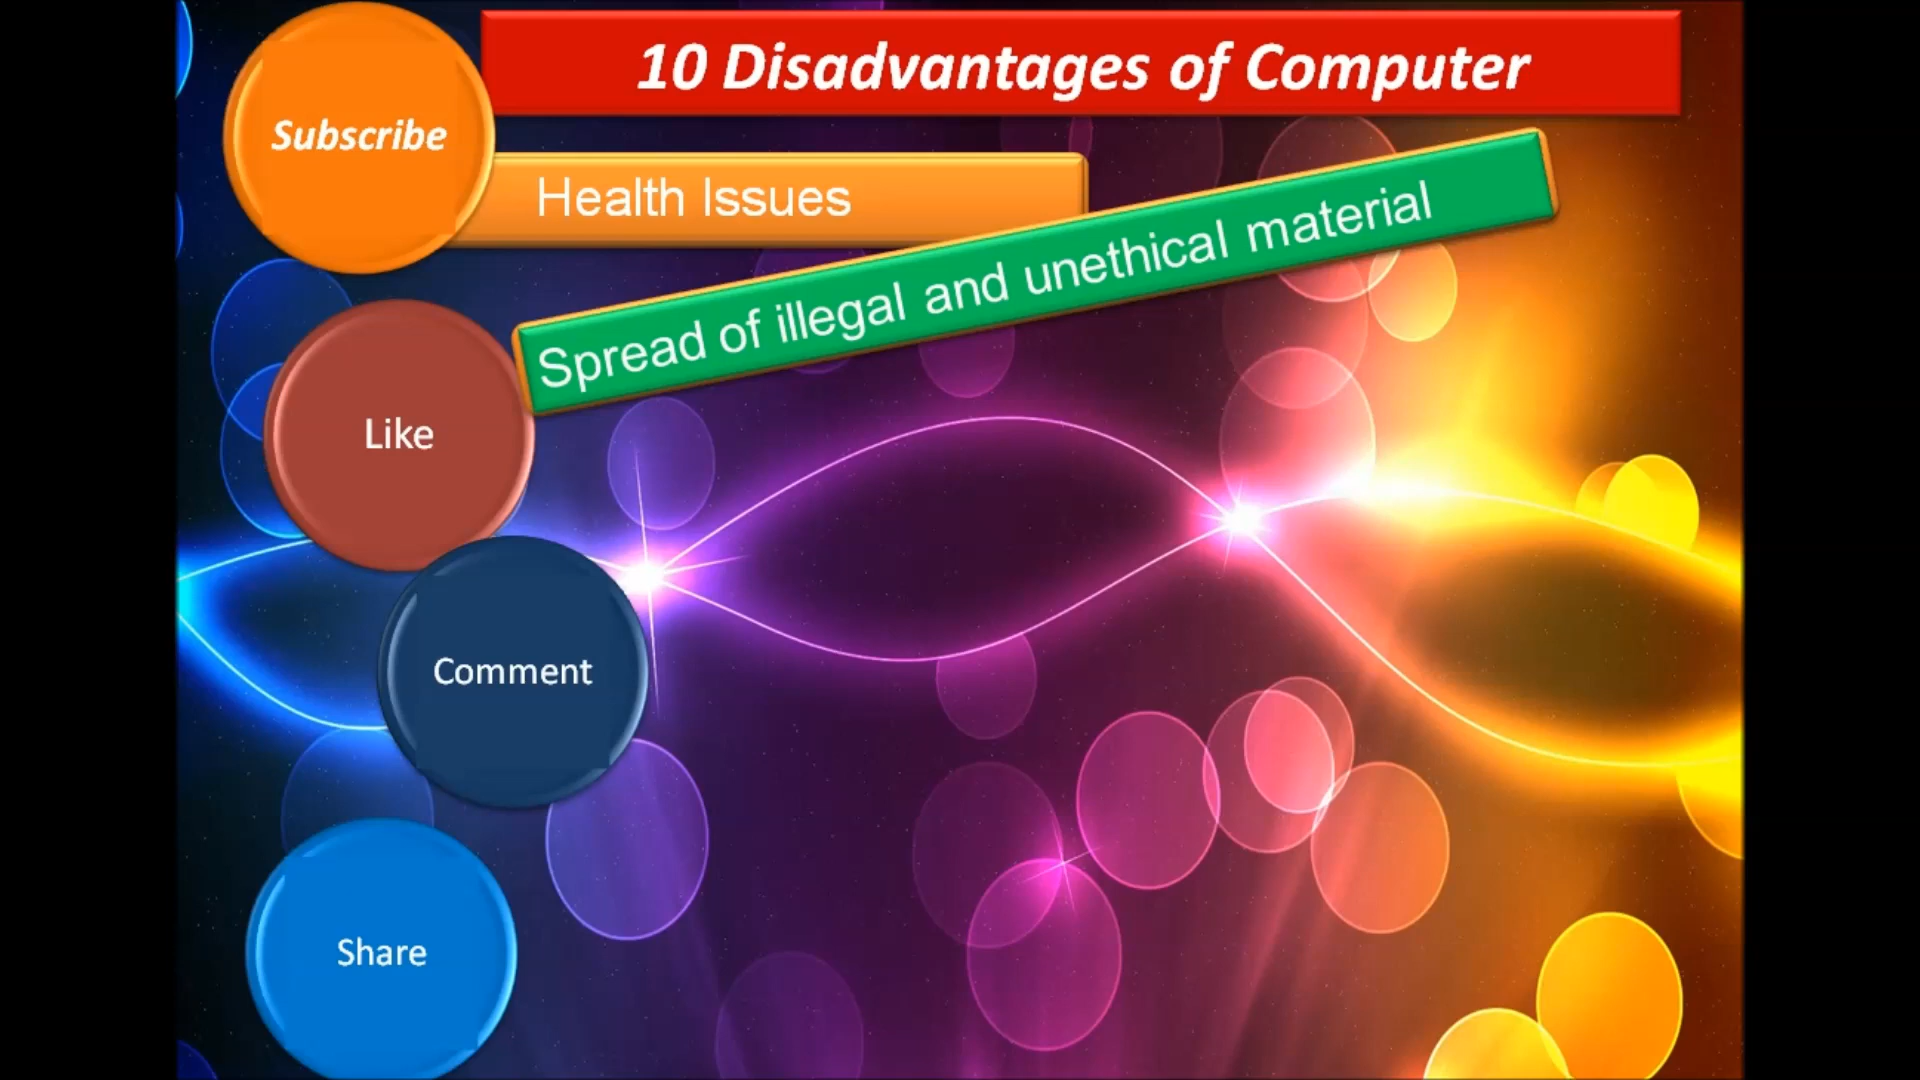 10 Disadvantages of Computer
Subscribe
Health Issues
Spread of illegal and unethical material
Like
Comment
Share